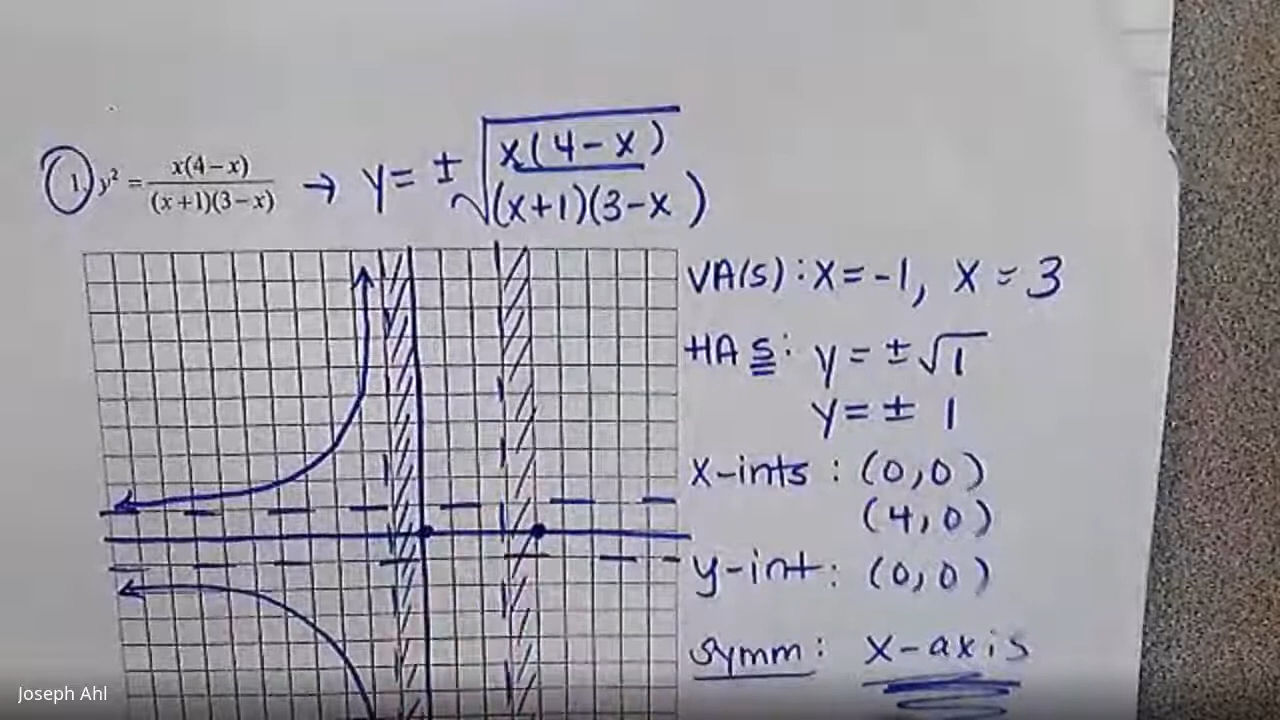 1. y² = x(4−x)/(x+1)(3−x) → y = ± √x(4−x)/(x+1)(3−x)
VA(s): x = -1, x = 3
HAs: y = ± √1
y = ± 1
x-ints : (0,0)
(4,0)
y-int: (0,0)
symm: x-axis
Joseph Ahl